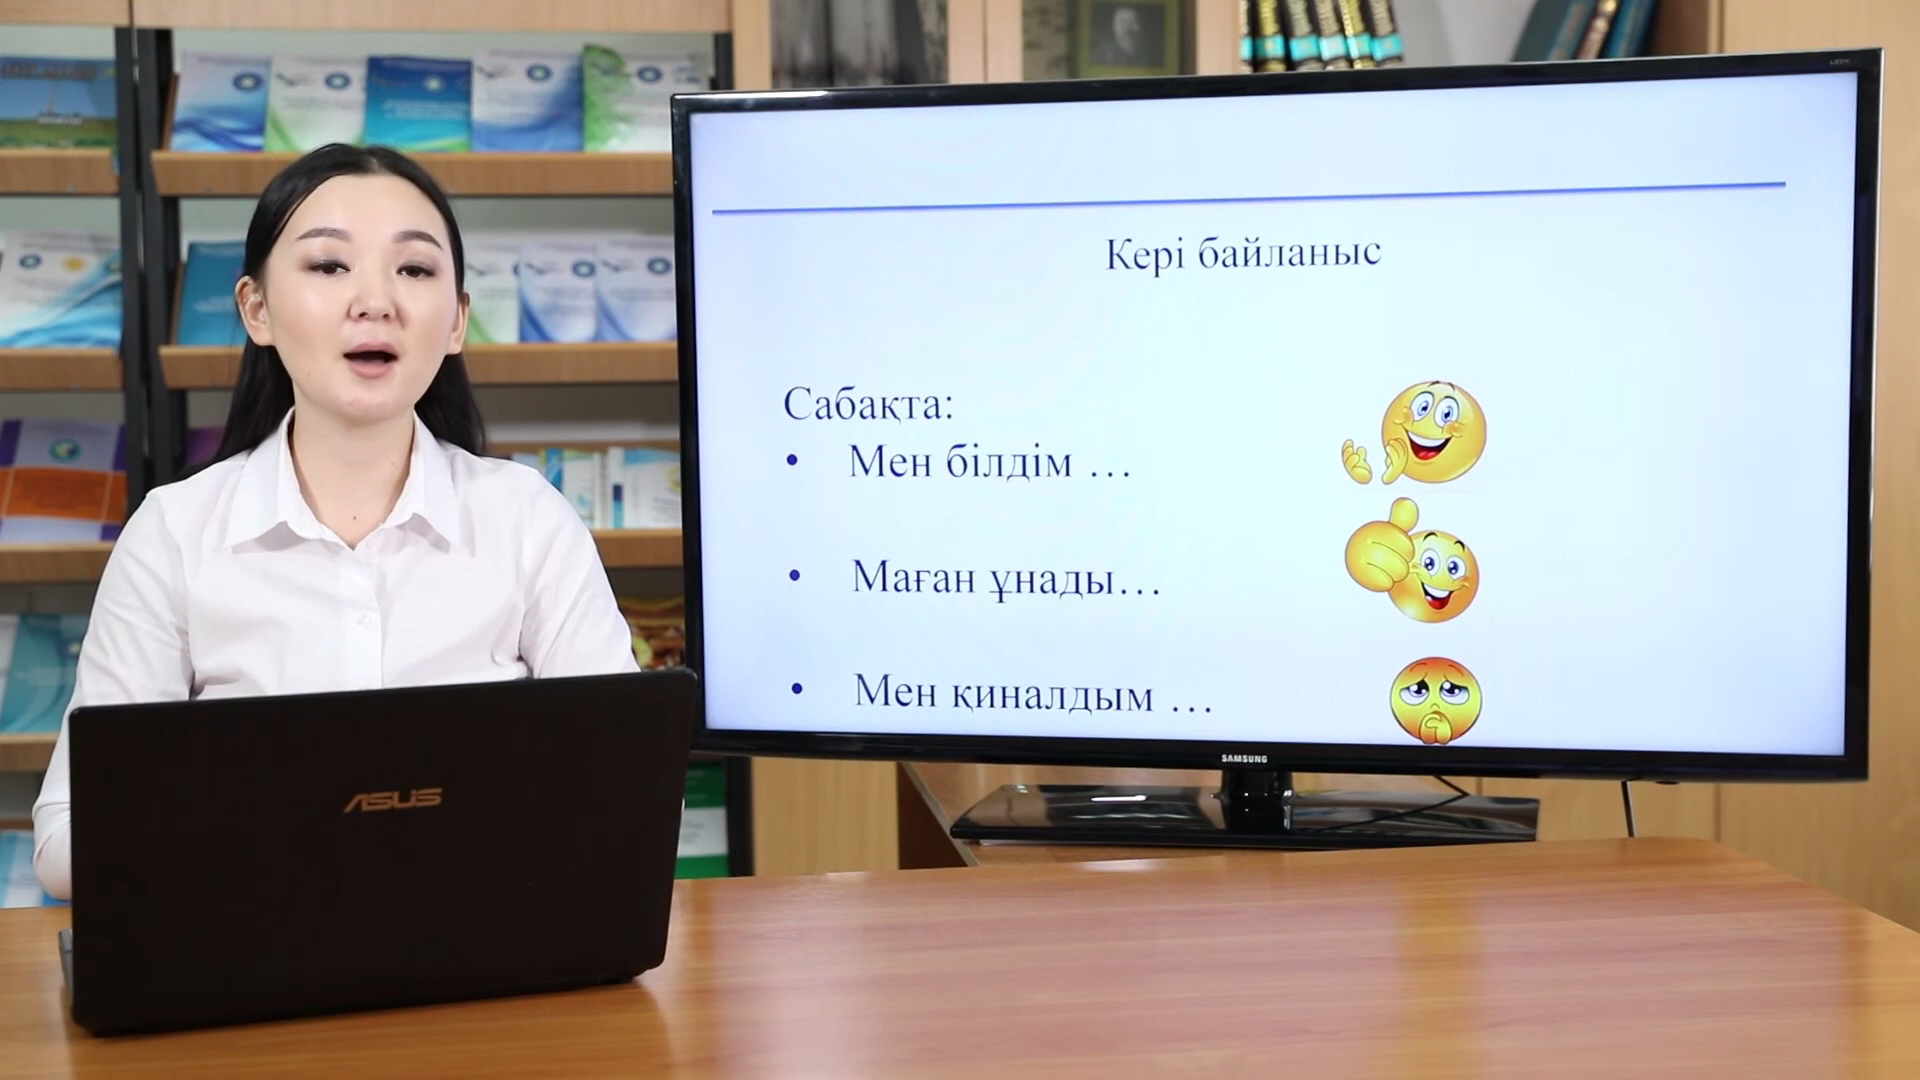 Кері байланыс
Сабақта:
• Мен білдім …
• Маған ұнады…
• Мен қиналдым …
SAMSUNG
ASUS